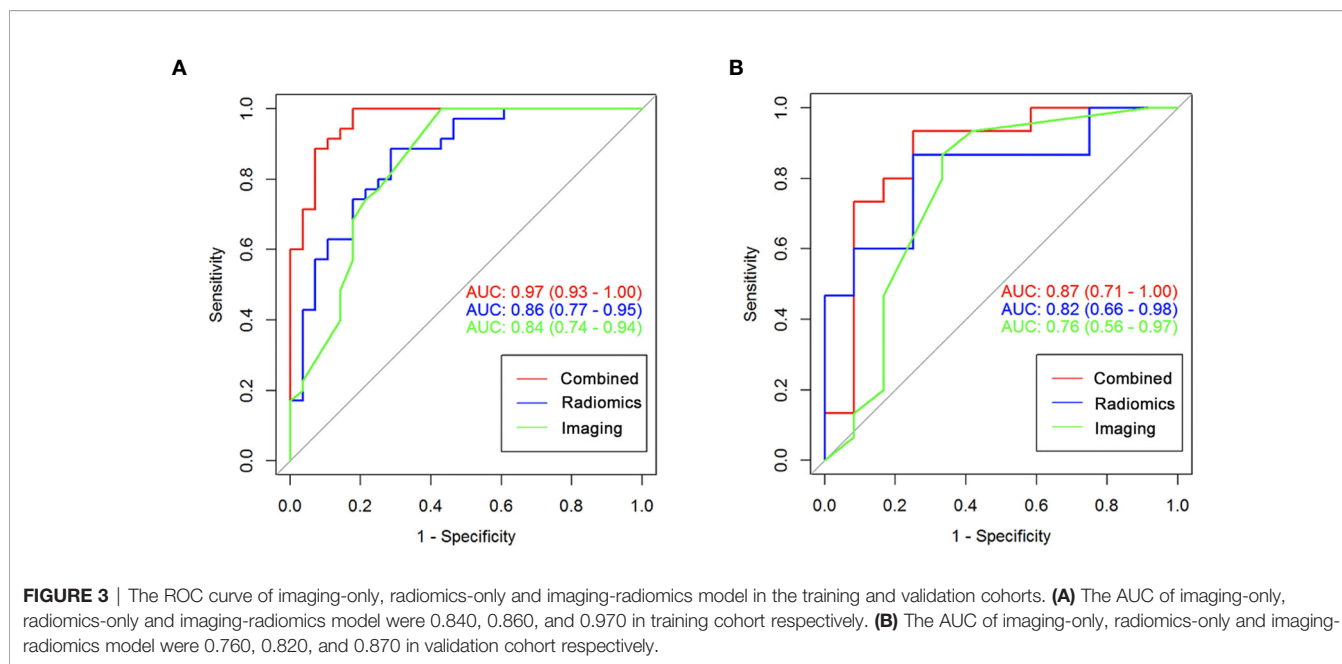 A
1.0
0.8
0.6
0.4
0.2
0.0
Sensitivity
AUC: 0.97 (0.93 - 1.00)
AUC: 0.86 (0.77 - 0.95)
AUC: 0.84 (0.74 - 0.94)
Combined
Radiomics
Imaging
0.0 0.2 0.4 0.6 0.8 1.0
1 - Specificity
B
1.0
0.8
0.6
0.4
0.2
0.0
Sensitivity
AUC: 0.87 (0.71 - 1.00)
AUC: 0.82 (0.66 - 0.98)
AUC: 0.76 (0.56 - 0.97)
Combined
Radiomics
Imaging
0.0 0.2 0.4 0.6 0.8 1.0
1 - Specificity
FIGURE 3 | The ROC curve of imaging-only, radiomics-only and imaging-radiomics model in the training and validation cohorts. (A) The AUC of imaging-only,
radiomics-only and imaging-radiomics model were 0.840, 0.860, and 0.970 in training cohort respectively. (B) The AUC of imaging-only, radiomics-only and imaging-
radiomics model were 0.760, 0.820, and 0.870 in validation cohort respectively.